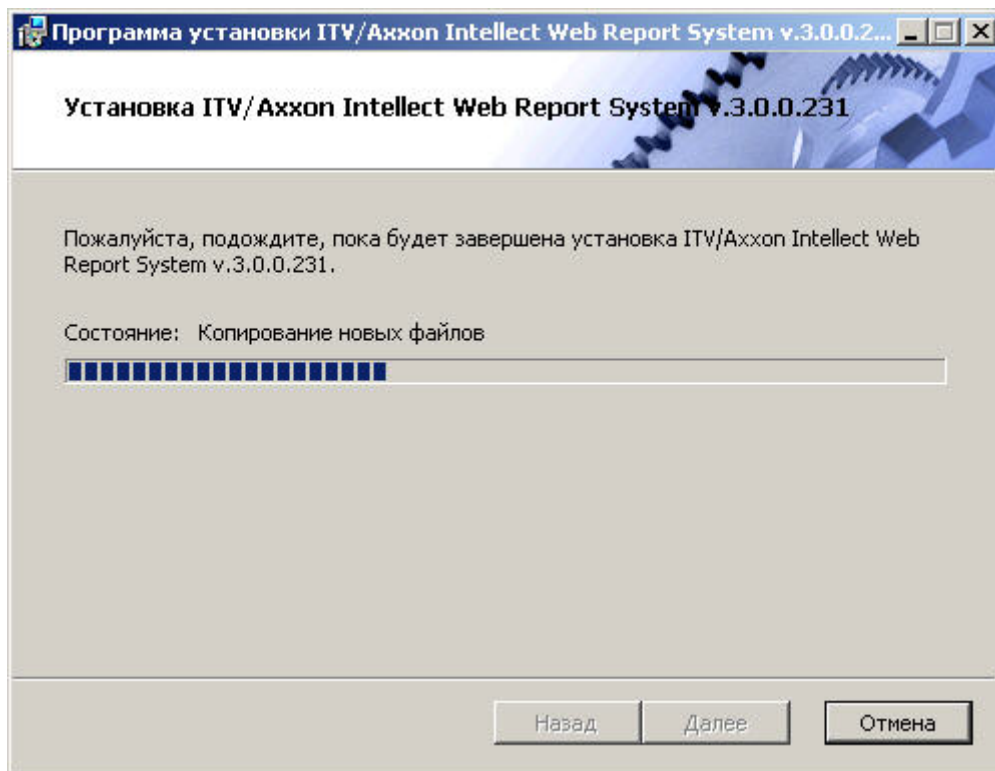 Программа установки ITV/Axxon Intellect Web Report System v.3.0.0.2...
Установка ITV/Axxon Intellect Web Report System v.3.0.0.231
Пожалуйста, подождите, пока будет завершена установка ITV/Axxon Intellect Web
Report System v.3.0.0.231.
Состояние: Копирование новых файлов
Назад Далее Отмена